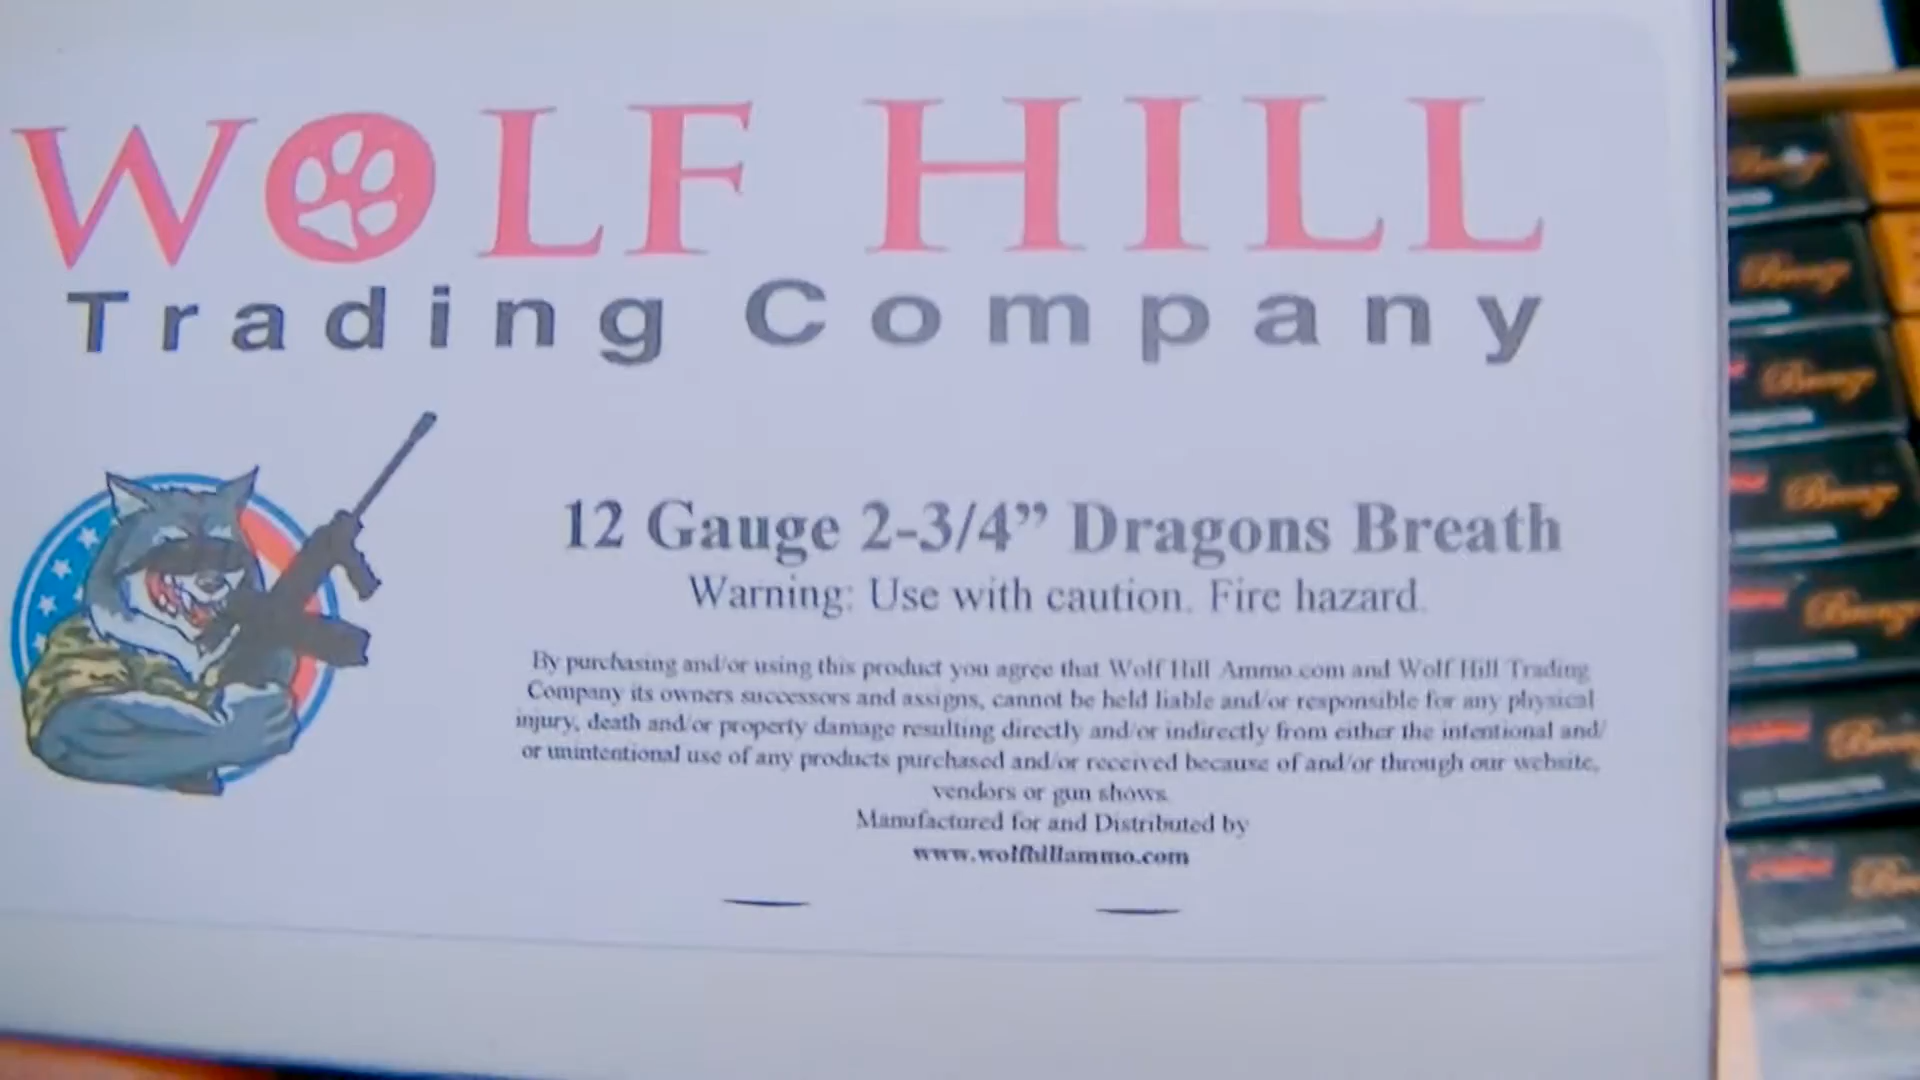 WOLF HILL
Trading Company
12 Gauge 2-3/4” Dragons Breath
Warning: Use with caution. Fire hazard.
By purchasing and/or using this product you agree that Wolf Hill Ammo.com and Wolf Hill Trading
Company its owners successors and assigns, cannot be held liable and/or responsible for any physical
injury, death and/or property damage resulting directly and/or indirectly from either the intentional and/
or unintentional use of any products purchased and/or received because of and/or through our website,
vendors or gun shows.
Manufactured for and Distributed by
www.wolfhillammo.com